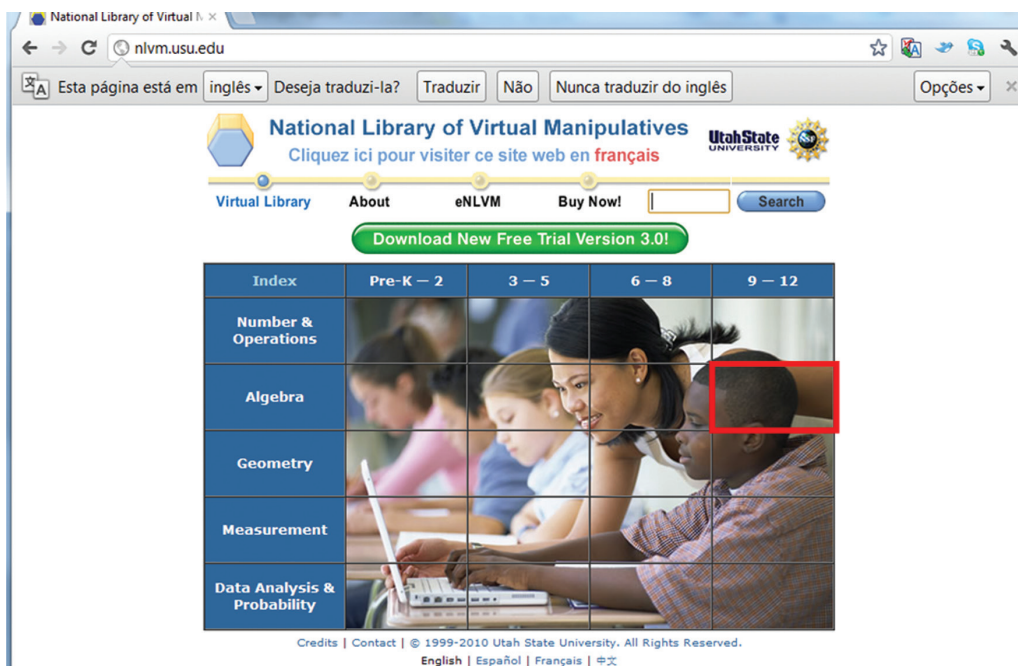 National Library of Virtual
nlvm.usu.edu
Esta página está em inglês Deseja traduzi-la? Traduzir Não Nunca traduzir do inglês Opções
National Library of Virtual Manipulatives
Cliquez ici pour visiter ce site web en français
UtahState
UNIVERSITY
NSF
Virtual Library About eNLVM Buy Now! Search
Download New Free Trial Version 3.0!
Index Pre-K — 2 3 — 5 6 — 8 9 — 12
Number &
Operations
Algebra
Geometry
Measurement
Data Analysis &
Probability
Credits | Contact | © 1999-2010 Utah State University. All Rights Reserved.
English | Español | Français | 中文